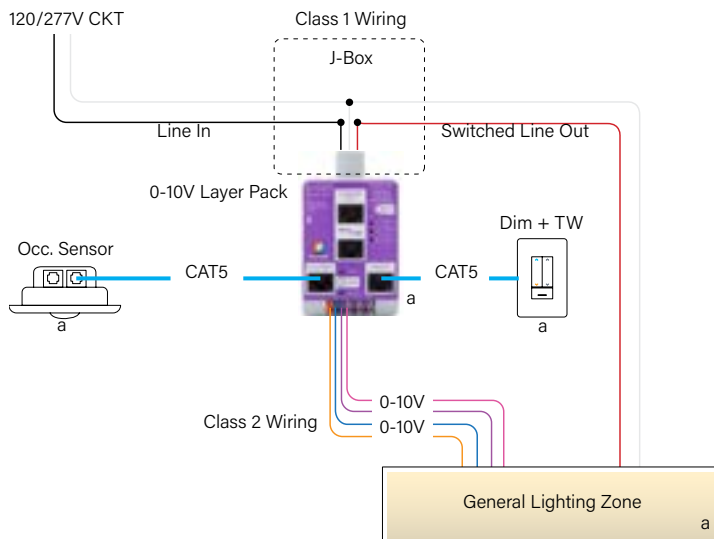 120/277V CKT
Class 1 Wiring
J-Box
Line In
Switched Line Out
0-10V Layer Pack
Dim + TW
Occ. Sensor
CAT5
CAT5
a
a
a
0-10V
Class 2 Wiring
0-10V
General Lighting Zone
a